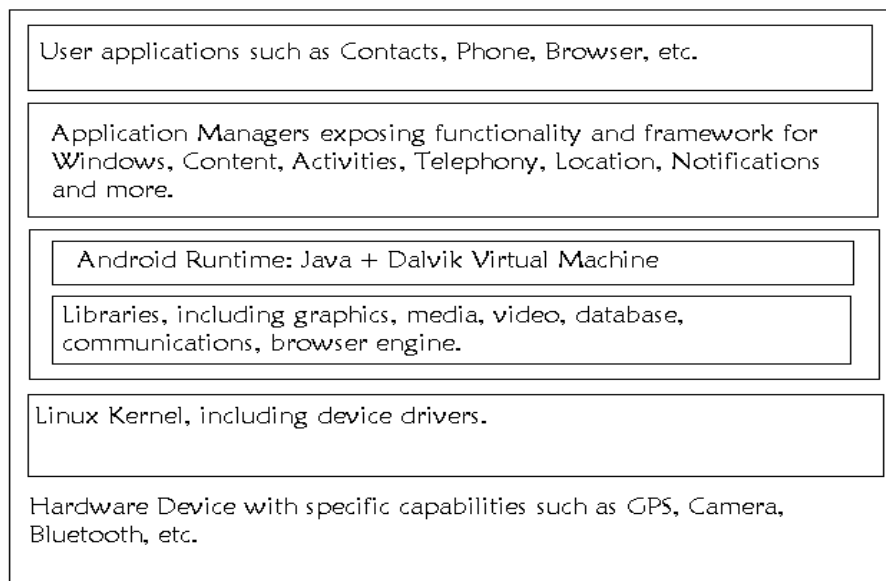 User applications such as Contacts, Phone, Browser, etc.
Application Managers exposing functionality and framework for
Windows, Content, Activities, Telephony, Location, Notifications
and more.
Android Runtime: Java + Dalvik Virtual Machine
Libraries, including graphics, media, video, database,
communications, browser engine.
Linux Kernel, including device drivers.
Hardware Device with specific capabilities such as GPS, Camera,
Bluetooth, etc.